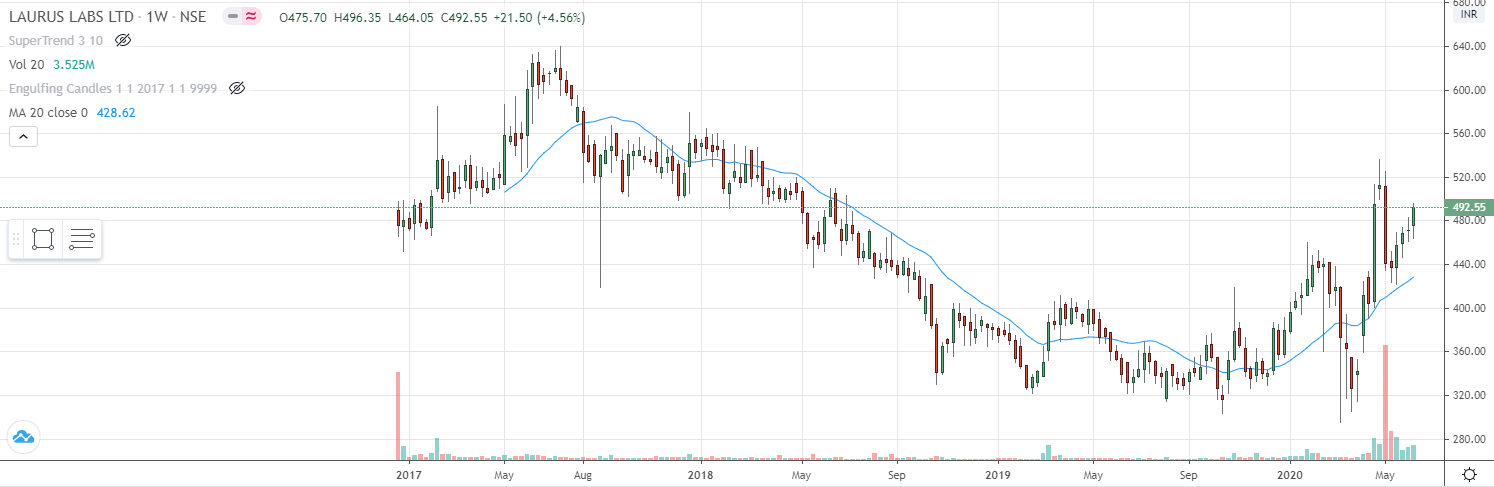 LAURUS LABS LTD · 1W · NSE O475.70 H496.35 L464.05 C492.55 +21.50 (+4.56%)
SuperTrend 3 10
Vol 20 3.525M
Engulfing Candles 1 1 2017 1 1 9999
MA 20 close 0 428.62
680.00
INR
640.00
600.00
560.00
520.00
492.55
480.00
440.00
400.00
360.00
320.00
280.00
2017 May Aug 2018 May Sep 2019 May Sep 2020 May